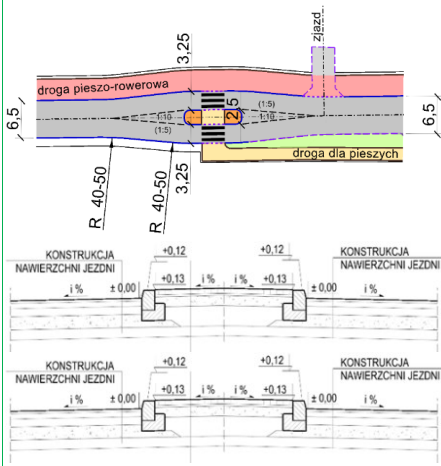 3,25
zjazd
droga pieszo-rowerowa
(1:5)
1:10
1:10
(1:5)
2,5
6,5
6,5
droga dla pieszych
3,25
R 40-50
R 40-50
KONSTRUKCJA
NAWIERZCHNI JEZDNI
+0,12
+0,12
KONSTRUKCJA
NAWIERZCHNI JEZDNI
i %
± 0,00
+0,13
i %
i %
+0,13
± 0,00
i %
KONSTRUKCJA
NAWIERZCHNI JEZDNI
+0,12
+0,12
KONSTRUKCJA
NAWIERZCHNI JEZDNI
i %
± 0,00
+0,13
i %
i %
+0,13
± 0,00
i %